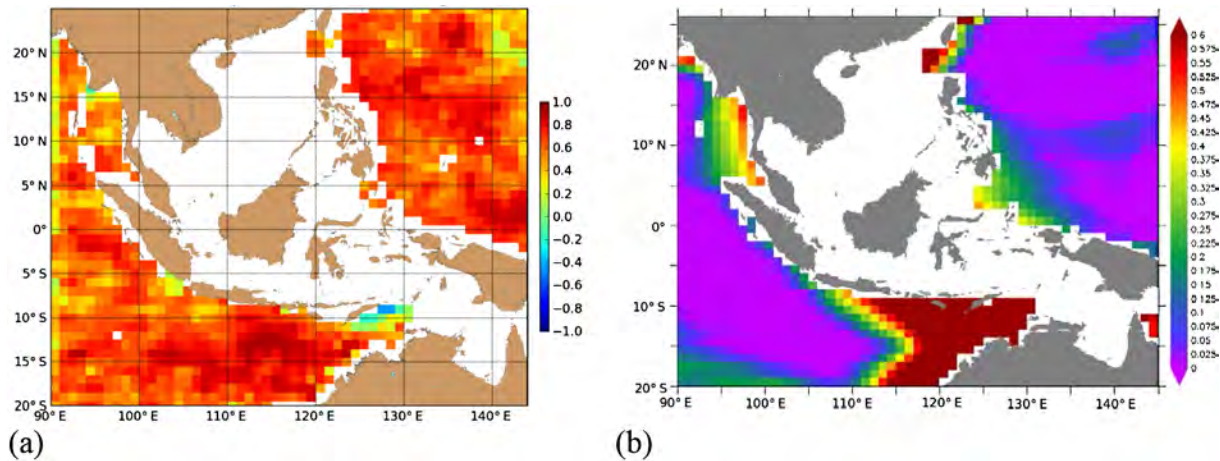 20° N
15° N
10° N
5° N
0°
5° S
10° S
15° S
20° S
90° E
100° E
110° E
120° E
130° E
140° E
1.0
0.8
0.6
0.4
0.2
0.0
−0.2
−0.4
−0.6
−0.8
−1.0
(a)
20° N
10° N
0°
10° S
20° S
90° E
100° E
110° E
120° E
130° E
140° E
0.6
0.575
0.55
0.525
0.5
0.475
0.45
0.425
0.4
0.375
0.35
0.325
0.3
0.275
0.25
0.225
0.2
0.175
0.15
0.125
0.1
0.075
0.05
0.025
0
(b)